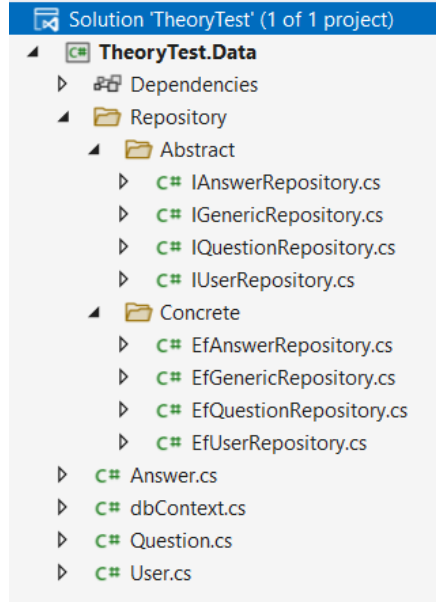 Solution 'TheoryTest' (1 of 1 project)
C# TheoryTest.Data
Dependencies
Repository
Abstract
C# IAnswerRepository.cs
C# IGenericRepository.cs
C# IQuestionRepository.cs
C# IUserRepository.cs
Concrete
C# EfAnswerRepository.cs
C# EfGenericRepository.cs
C# EfQuestionRepository.cs
C# EfUserRepository.cs
C# Answer.cs
C# dbContext.cs
C# Question.cs
C# User.cs